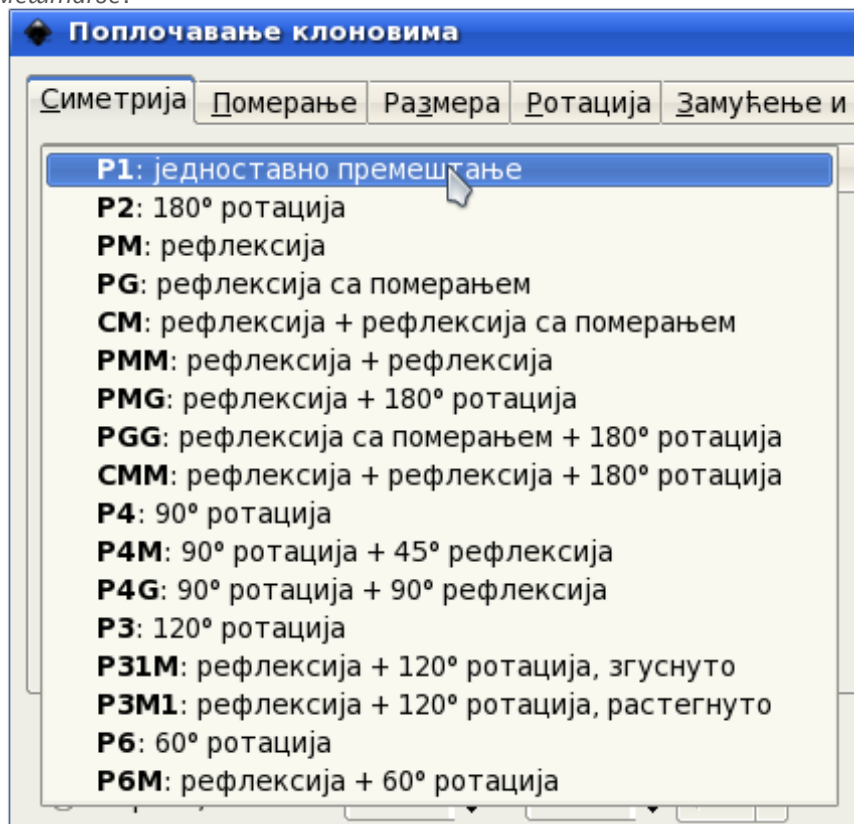 Поплочавање клоновима
Симетрија Померање Размера Ротација Замућење и
P1: једноставно премештање
P2: 180° ротација
PM: рефлексија
PG: рефлексија са померањем
CM: рефлексија + рефлексија са померањем
PMM: рефлексија + рефлексија
PMG: рефлексија + 180° ротација
PGG: рефлексија са померањем + 180° ротација
CMM: рефлексија + рефлексија + 180° ротација
P4: 90° ротација
P4M: 90° ротација + 45° рефлексија
P4G: 90° ротација + 90° рефлексија
P3: 120° ротација
P31M: рефлексија + 120° ротација, згуснуто
P3M1: рефлексија + 120° ротација, растегнуто
P6: 60° ротација
P6M: рефлексија + 60° ротација